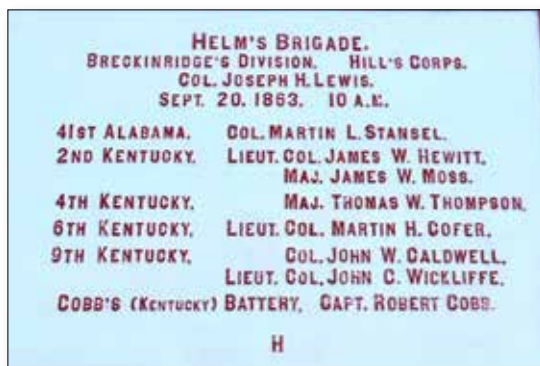 HELM'S BRIGADE.
BRECKINRIDGE'S DIVISION. HILL'S CORPS.
COL. JOSEPH H. LEWIS.
SEPT. 20. 1863. 10 A.M.
41ST ALABAMA, COL. MARTIN L. STANSEL.
2ND KENTUCKY, LIEUT. COL. JAMES W. HEWITT,
MAJ. JAMES W. MOSS.
4TH KENTUCKY, MAJ. THOMAS W. THOMPSON,
6TH KENTUCKY, LIEUT. COL. MARTIN H. COFER,
9TH KENTUCKY, COL. JOHN W. CALDWELL,
LIEUT. COL. JOHN C. WICKLIFFE,
COBB'S (KENTUCKY) BATTERY, CAPT. ROBERT COBB.
H